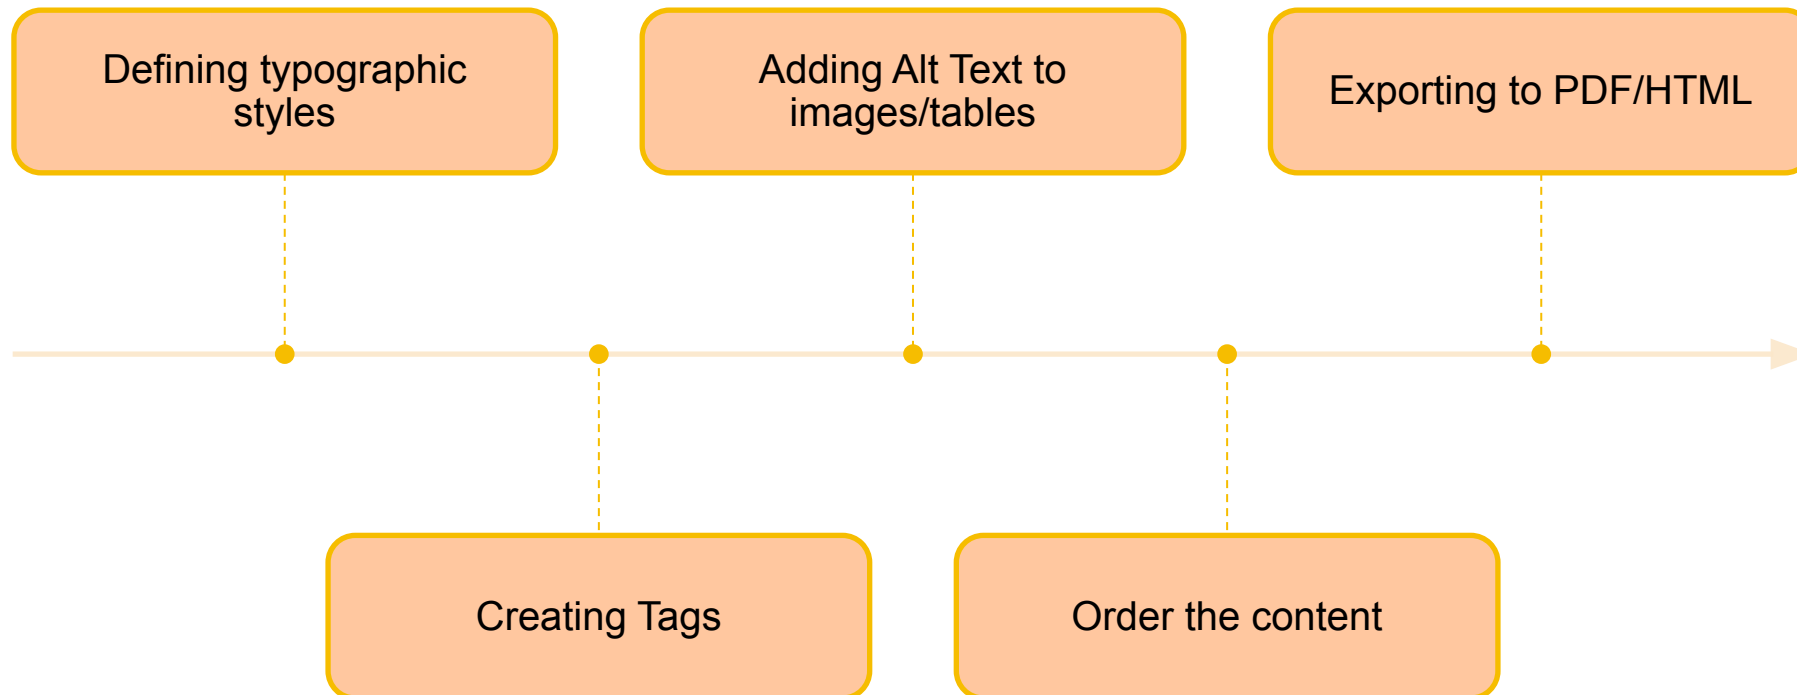 Defining typographic
styles
Adding Alt Text to
images/tables
Exporting to PDF/HTML
Creating Tags
Order the content